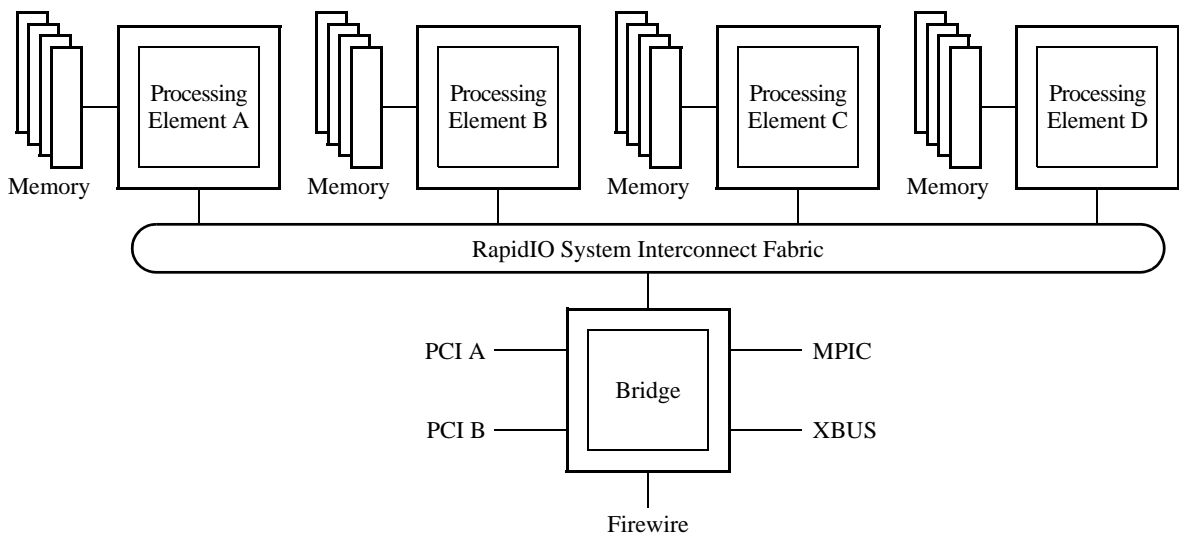 Processing
Element A
Memory
Processing
Element B
Memory
Processing
Element C
Memory
Processing
Element D
Memory
RapidIO System Interconnect Fabric
PCI A
MPIC
Bridge
PCI B
XBUS
Firewire